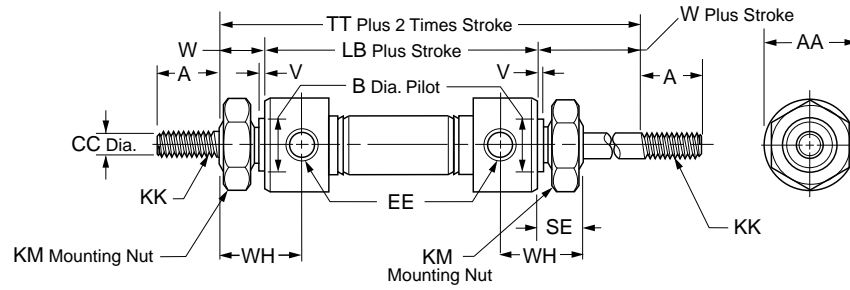 TT Plus 2 Times Stroke
W Plus Stroke
W
LB Plus Stroke
AA
A
V
V
A
B Dia. Pilot
CC Dia.
KK
EE
SE
KK
KM Mounting Nut
WH
KM
Mounting Nut
WH